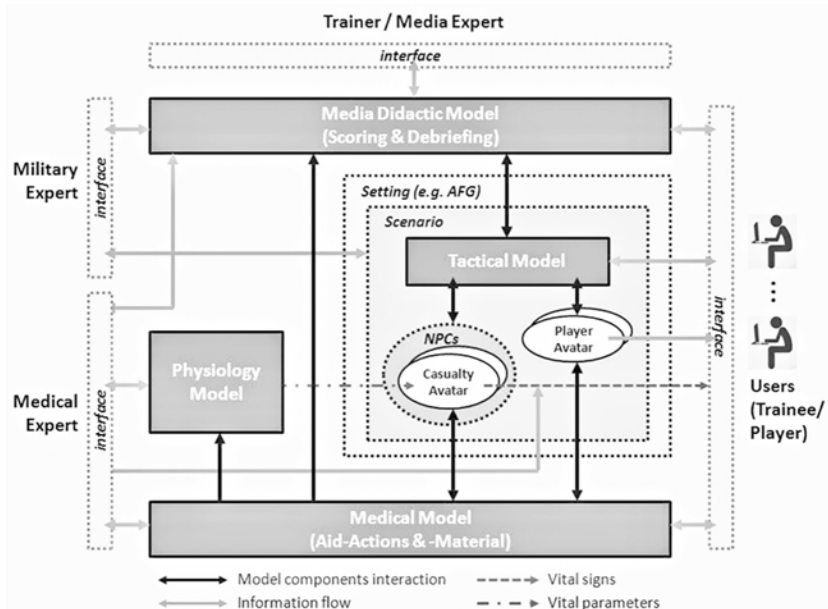 Trainer / Media Expert
interface
Media Didactic Model
(Scoring & Debriefing)
Military
Expert
interface
Setting (e.g. AFG)
Scenario
Tactical Model
NPCs
Casualty
Avatar
Player
Avatar
Physiology
Model
Medical
Expert
interface
interface
Users
(Trainee/
Player)
Medical Model
(Aid-Actions & -Material)
Model components interaction
Vital signs
Information flow
Vital parameters